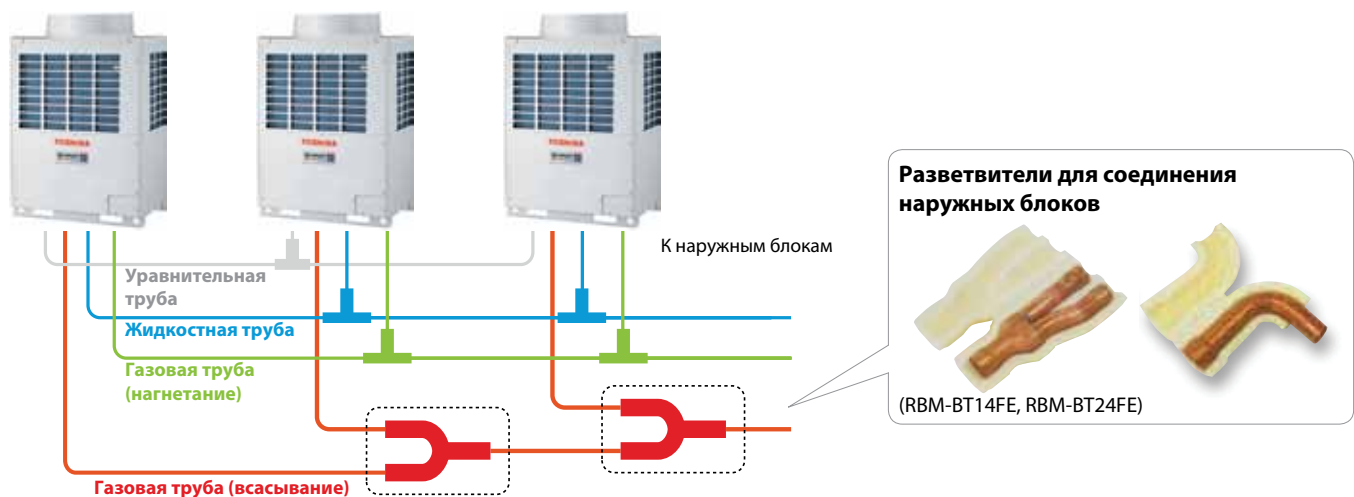 TOSHIBA
TOSHIBA
TOSHIBA
Разветвители для соединения
наружных блоков
К наружным блокам
Уравнительная
труба
Жидкостная труба
Газовая труба
(нагнетание)
(RBM-BT14FE, RBM-BT24FE)
Газовая труба (всасывание)